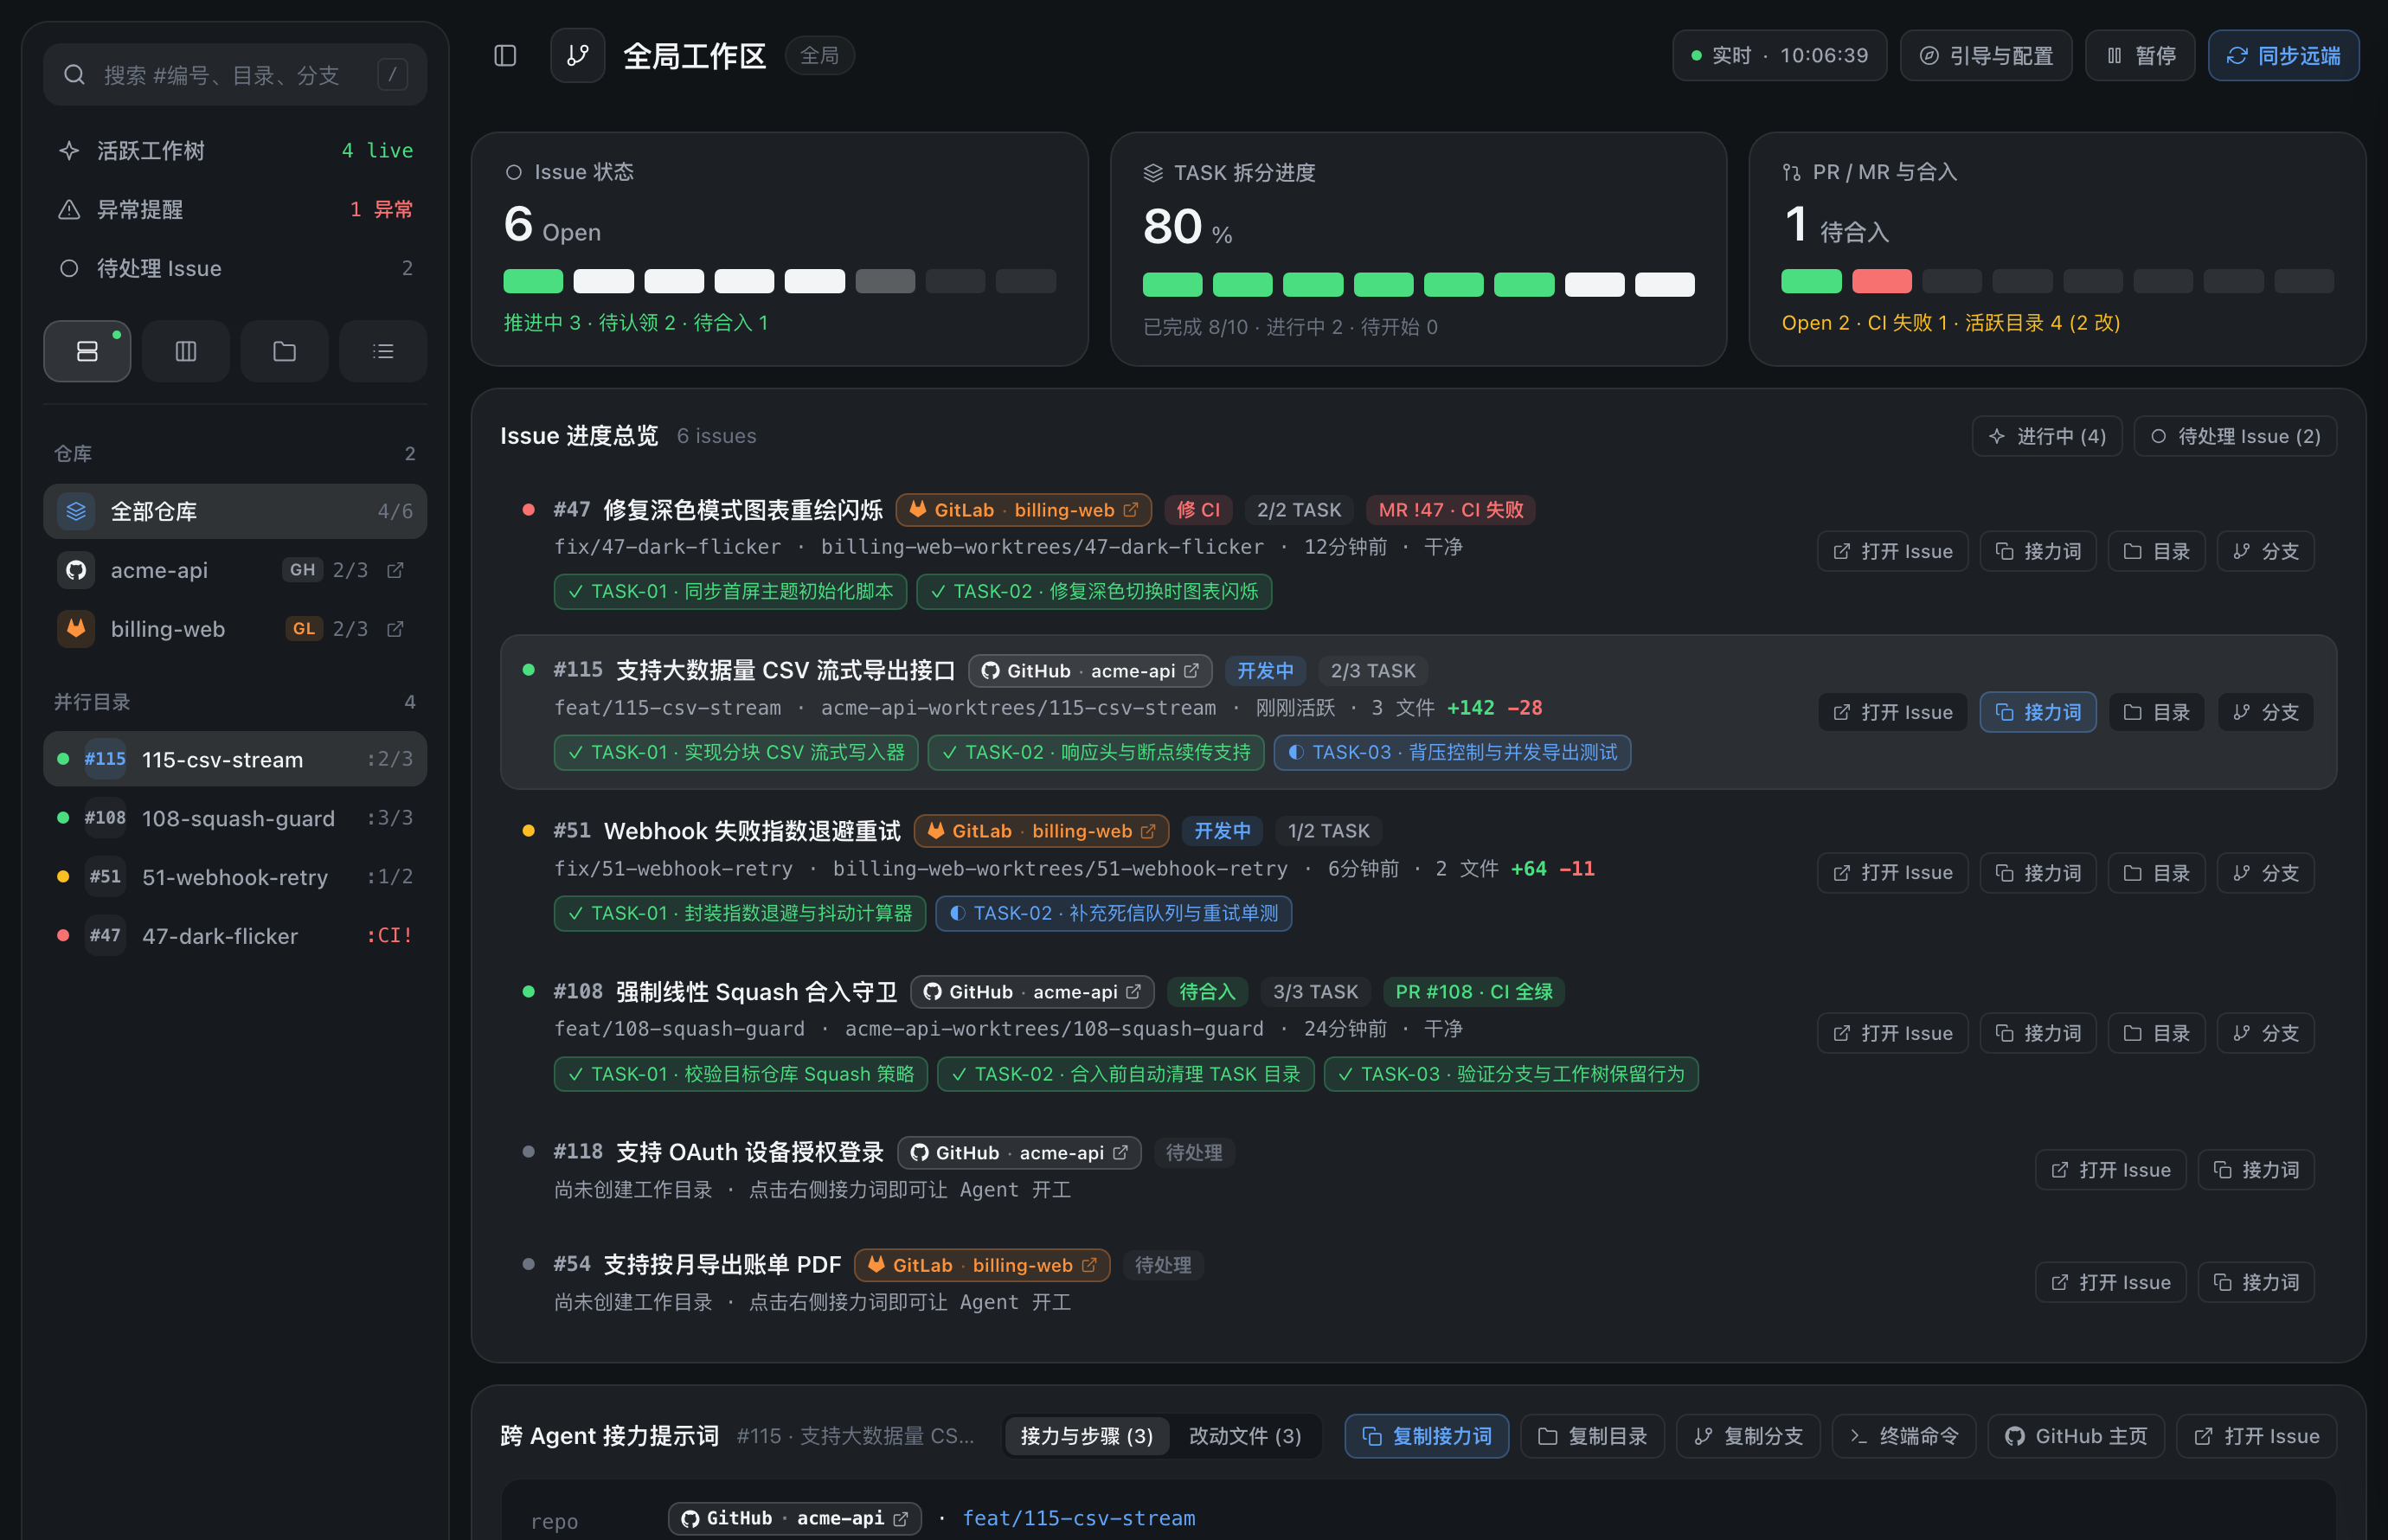 搜索 #编号、目录、分支 /
活跃工作树 4 live
异常提醒 1 异常
待处理 Issue 2
仓库 2
全部仓库 4/6
acme-api GH 2/3
billing-web GL 2/3
并行目录 4
#115 115-csv-stream :2/3
#108 108-squash-guard :3/3
#51 51-webhook-retry :1/2
#47 47-dark-flicker :CI!
全局工作区 全局
实时 · 10:06:39 引导与配置 暂停 同步远端
Issue 状态
6 Open
推进中 3 · 待认领 2 · 待合入 1
TASK 拆分进度
80 %
已完成 8/10 · 进行中 2 · 待开始 0
PR / MR 与合入
1 待合入
Open 2 · CI 失败 1 · 活跃目录 4 (2 改)
Issue 进度总览 6 issues 进行中 (4) 待处理 Issue (2)
#47 修复深色模式图表重绘闪烁 GitLab · billing-web 修 CI 2/2 TASK MR !47 · CI 失败
fix/47-dark-flicker · billing-web-worktrees/47-dark-flicker · 12分钟前 · 干净
打开 Issue 接力词 目录 分支
✓ TASK-01 · 同步首屏主题初始化脚本 ✓ TASK-02 · 修复深色切换时图表闪烁
#115 支持大数据量 CSV 流式导出接口 GitHub · acme-api 开发中 2/3 TASK
feat/115-csv-stream · acme-api-worktrees/115-csv-stream · 刚刚活跃 · 3 文件 +142 −28
打开 Issue 接力词 目录 分支
✓ TASK-01 · 实现分块 CSV 流式写入器 ✓ TASK-02 · 响应头与断点续传支持 TASK-03 · 背压控制与并发导出测试
#51 Webhook 失败指数退避重试 GitLab · billing-web 开发中 1/2 TASK
fix/51-webhook-retry · billing-web-worktrees/51-webhook-retry · 6分钟前 · 2 文件 +64 −11
打开 Issue 接力词 目录 分支
✓ TASK-01 · 封装指数退避与抖动计算器 TASK-02 · 补充死信队列与重试单测
#108 强制线性 Squash 合入守卫 GitHub · acme-api 待合入 3/3 TASK PR #108 · CI 全绿
feat/108-squash-guard · acme-api-worktrees/108-squash-guard · 24分钟前 · 干净
打开 Issue 接力词 目录 分支
✓ TASK-01 · 校验目标仓库 Squash 策略 ✓ TASK-02 · 合入前自动清理 TASK 目录 ✓ TASK-03 · 验证分支与工作树保留行为
#118 支持 OAuth 设备授权登录 GitHub · acme-api 待处理
尚未创建工作目录 · 点击右侧接力词即可让 Agent 开工
打开 Issue 接力词
#54 支持按月导出账单 PDF GitLab · billing-web 待处理
尚未创建工作目录 · 点击右侧接力词即可让 Agent 开工
打开 Issue 接力词
跨 Agent 接力提示词 #115 · 支持大数据量 CS... 接力与步骤 (3) 改动文件 (3) 复制接力词 复制目录 复制分支 终端命令 GitHub 主页 打开 Issue
repo GitHub · acme-api · feat/115-csv-stream